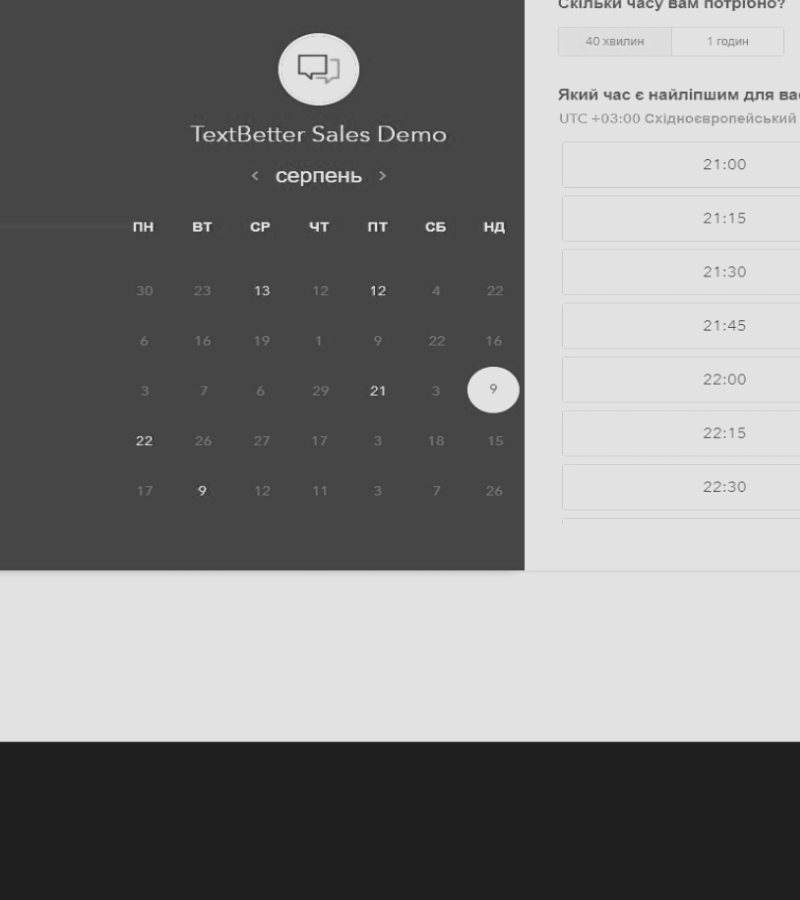 TextBetter Sales Demo
‹ серпень ›
ПН ВТ СР ЧТ ПТ СБ НД
30 23 13 12 12 4 22
6 16 19 1 9 22 16
3 7 6 29 21 3 9
22 26 27 17 3 18 15
17 9 12 11 3 7 26
Скільки часу вам потрібно?
40 хвилин 1 годин
Який час є найліпшим для вас
UTC +03:00 Східноєвропейський
21:00
21:15
21:30
21:45
22:00
22:15
22:30